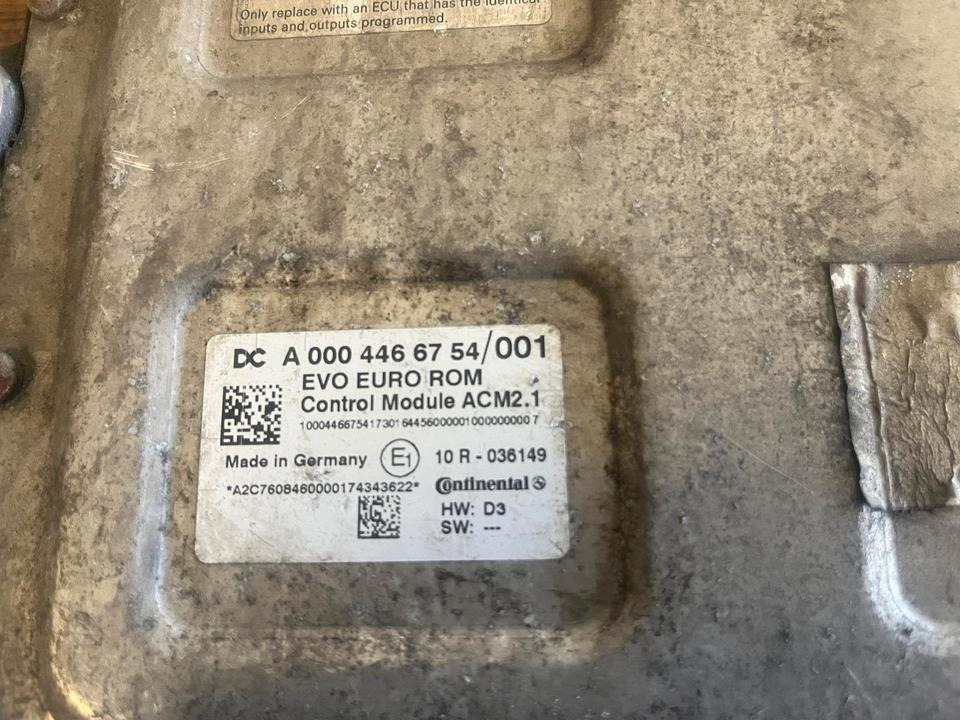 Only replace with an ECU that has the identical
inputs and outputs programmed.
DC A 000 446 67 54/001
EVO EURO ROM
Control Module ACM2.1
Made in Germany E1 10 R - 036149
*A2C7608460000174343622* Continental
HW: D3
SW: ---